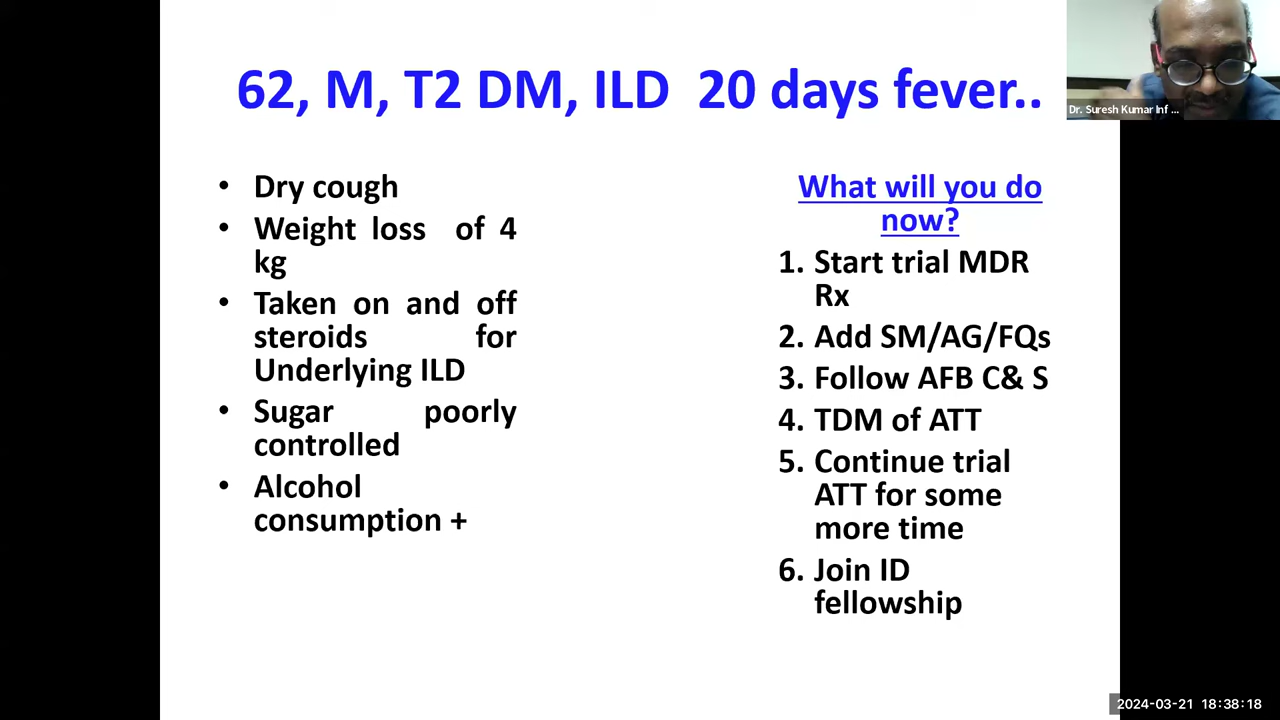 62, M, T2 DM, ILD 20 days fever..
Dr. Suresh Kumar Inf ...
• Dry cough
• Weight loss of 4
kg
• Taken on and off
steroids for
Underlying ILD
• Sugar poorly
controlled
• Alcohol
consumption +
What will you do
now?
1. Start trial MDR
Rx
2. Add SM/AG/FQs
3. Follow AFB C& S
4. TDM of ATT
5. Continue trial
ATT for some
more time
6. Join ID
fellowship
2024-03-21 18:38:18